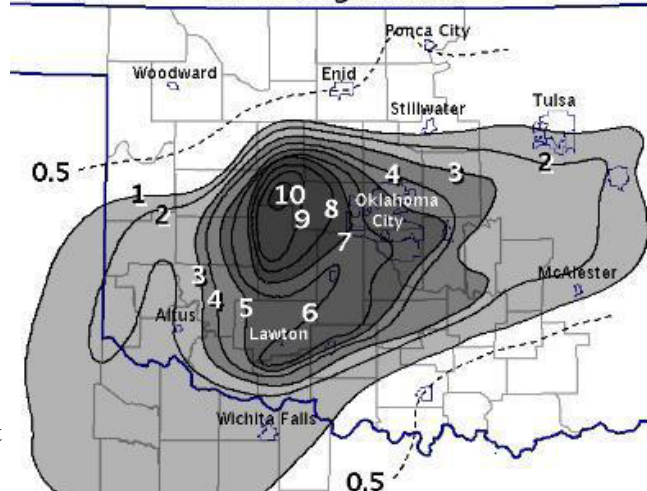 Ponca City
Woodward
Enid
Stillwater
Tulsa
0.5
1
2
10
9
8
7
4
3
2
Oklahoma
City
3
4
5
6
McAlester
Altus
Lawton
Wichita Falls
0.5